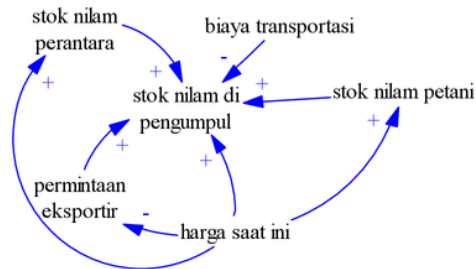 stok nilam
perantara
biaya transportasi
-
+
+
+
stok nilam di
pengumpul
stok nilam petani
+
+
+
permintaan
eksportir
-
harga saat ini